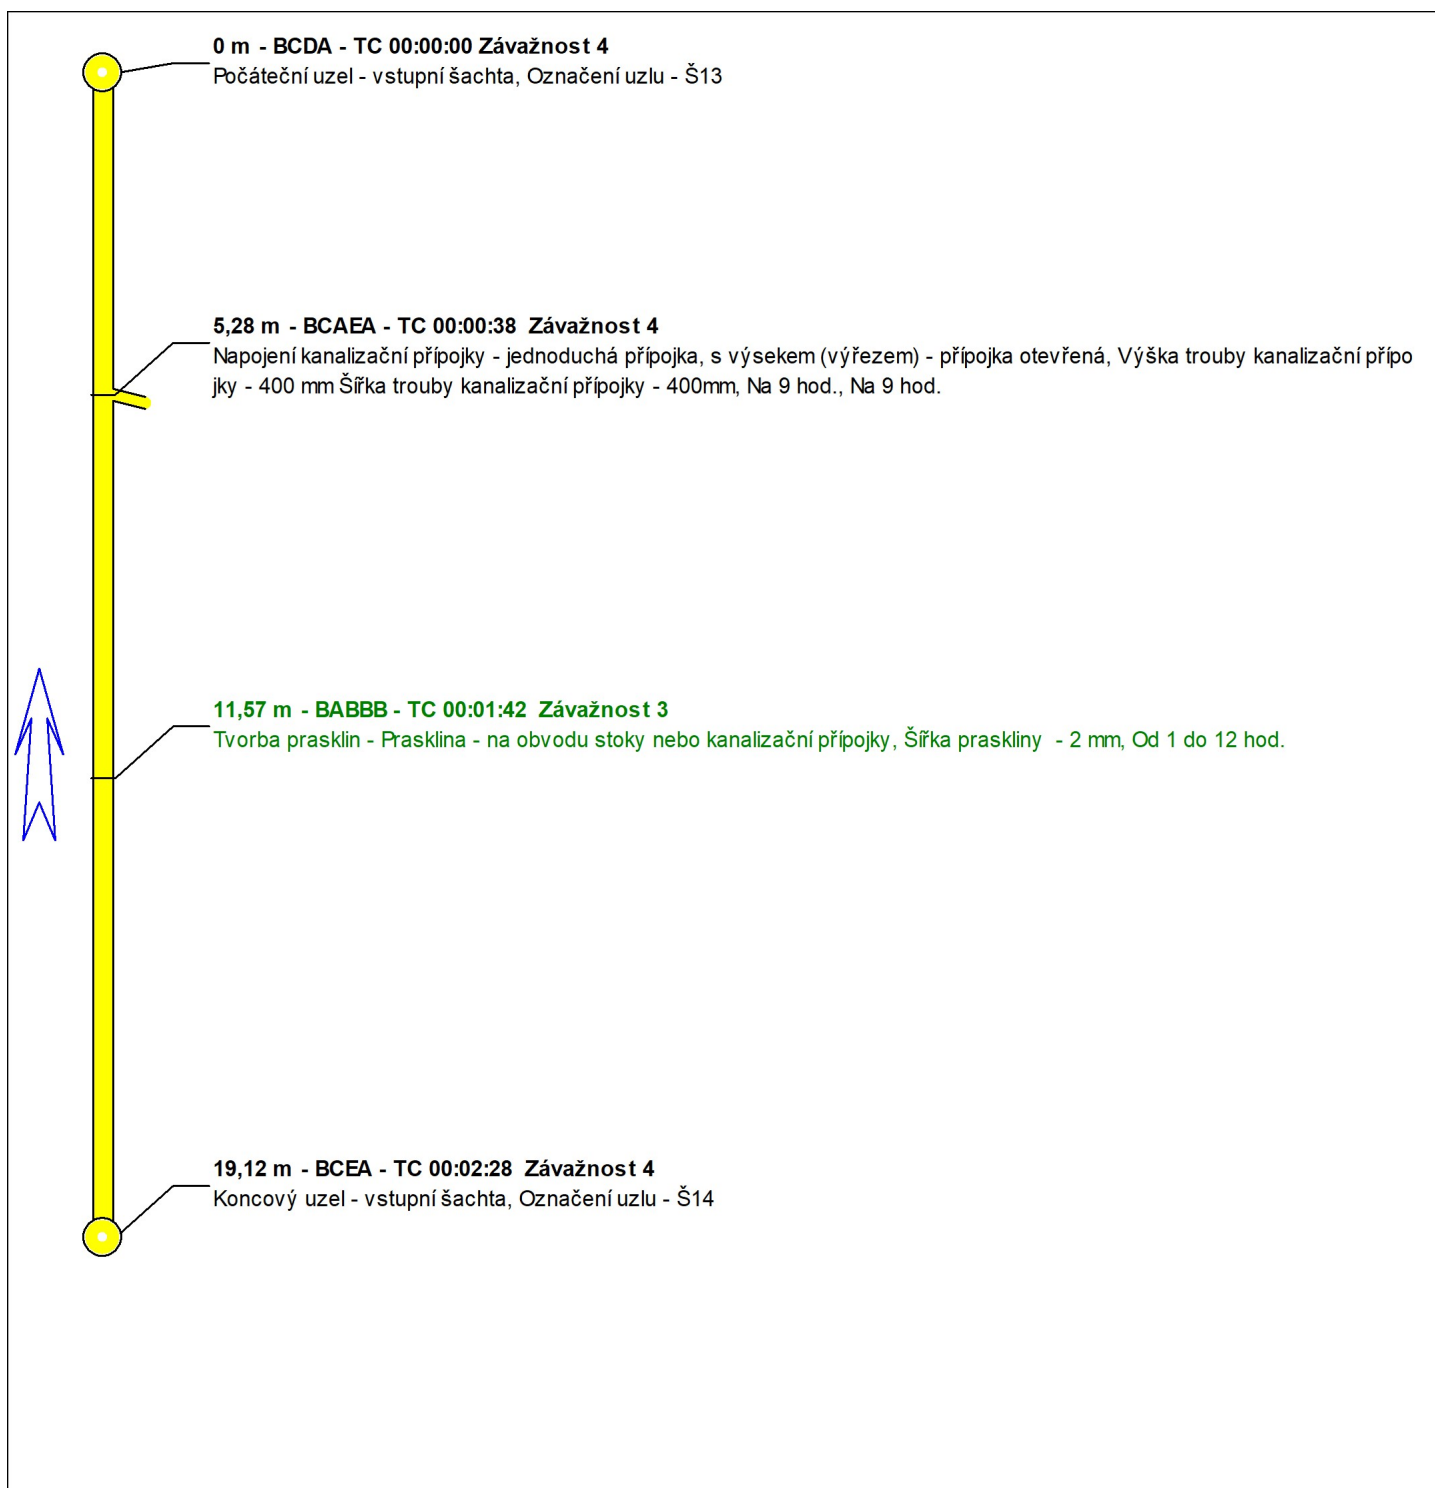 0 m - BCDA - TC 00:00:00 Závažnost 4
Počáteční uzel - vstupní šachta, Označení uzlu - Š13
5,28 m - BCAEA - TC 00:00:38 Závažnost 4
Napojení kanalizační přípojky - jednoduchá přípojka, s výsekem (výřezem) - přípojka otevřená, Výška trouby kanalizační přípo
jky - 400 mm Šířka trouby kanalizační přípojky - 400mm, Na 9 hod., Na 9 hod.
11,57 m - BABBB - TC 00:01:42 Závažnost 3
Tvorba prasklin - Prasklina - na obvodu stoky nebo kanalizační přípojky, Šířka praskliny - 2 mm, Od 1 do 12 hod.
19,12 m - BCEA - TC 00:02:28 Závažnost 4
Koncový uzel - vstupní šachta, Označení uzlu - Š14